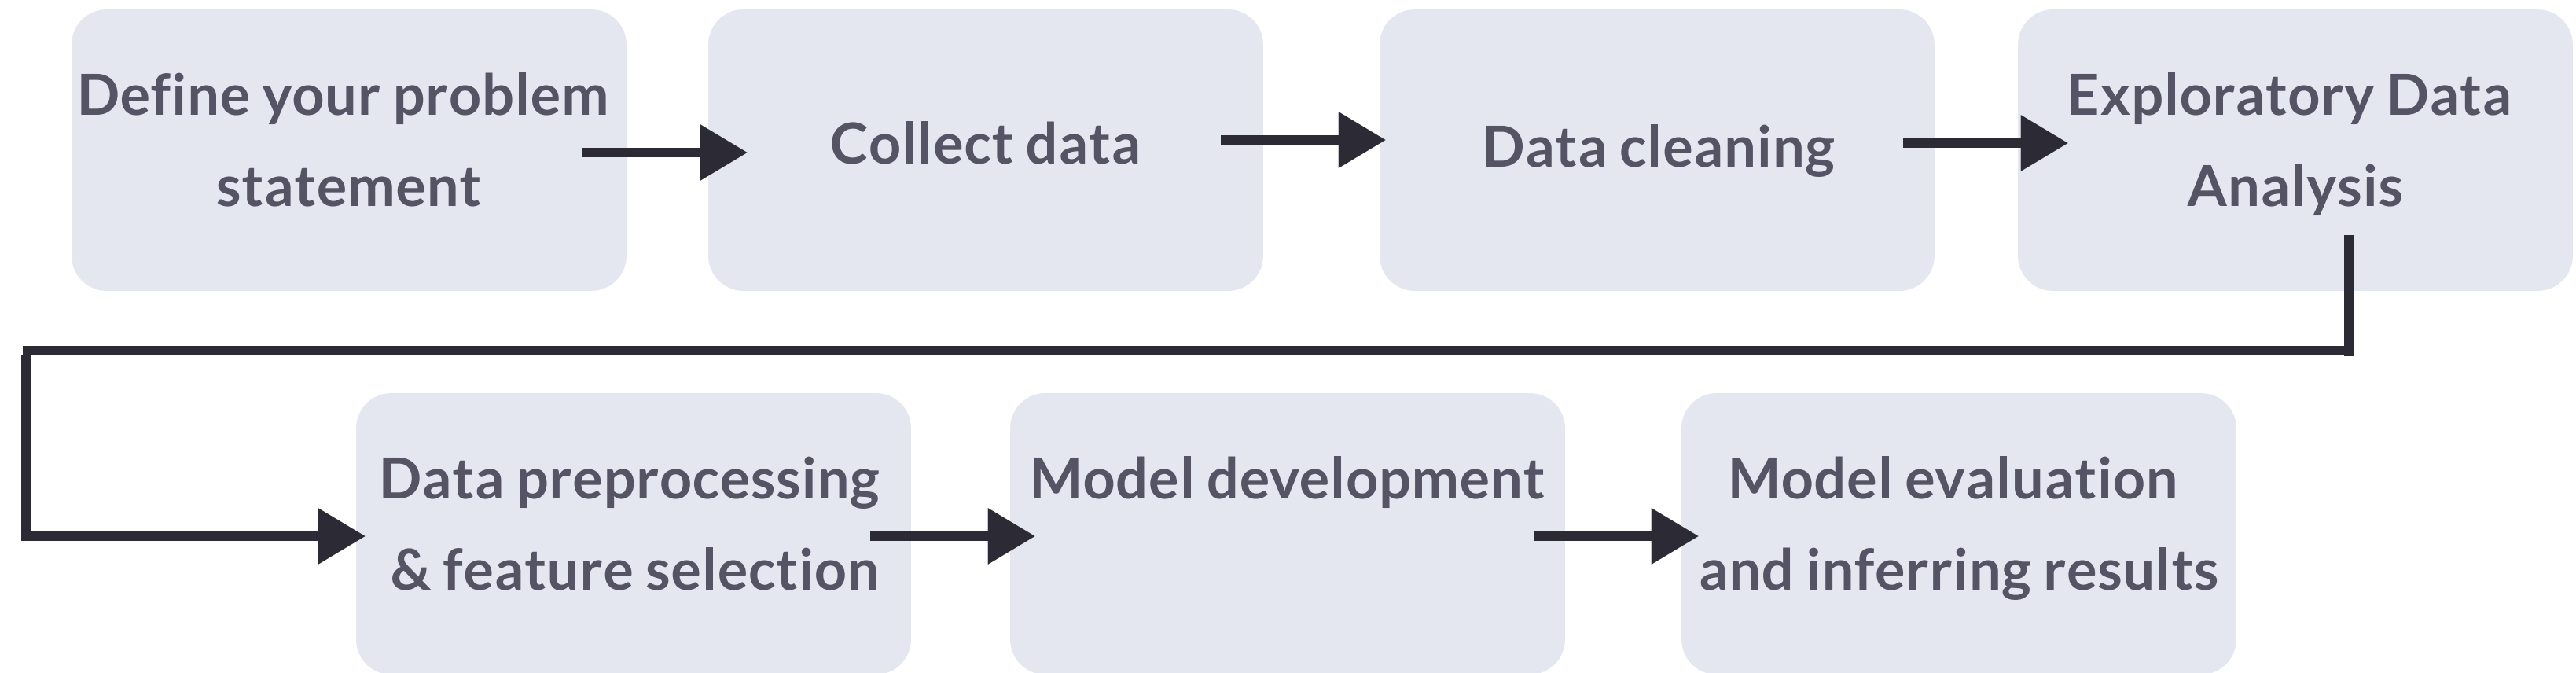 Define your problem
statement
Collect data
Data cleaning
Exploratory Data
Analysis
Data preprocessing
& feature selection
Model development
Model evaluation
and inferring results